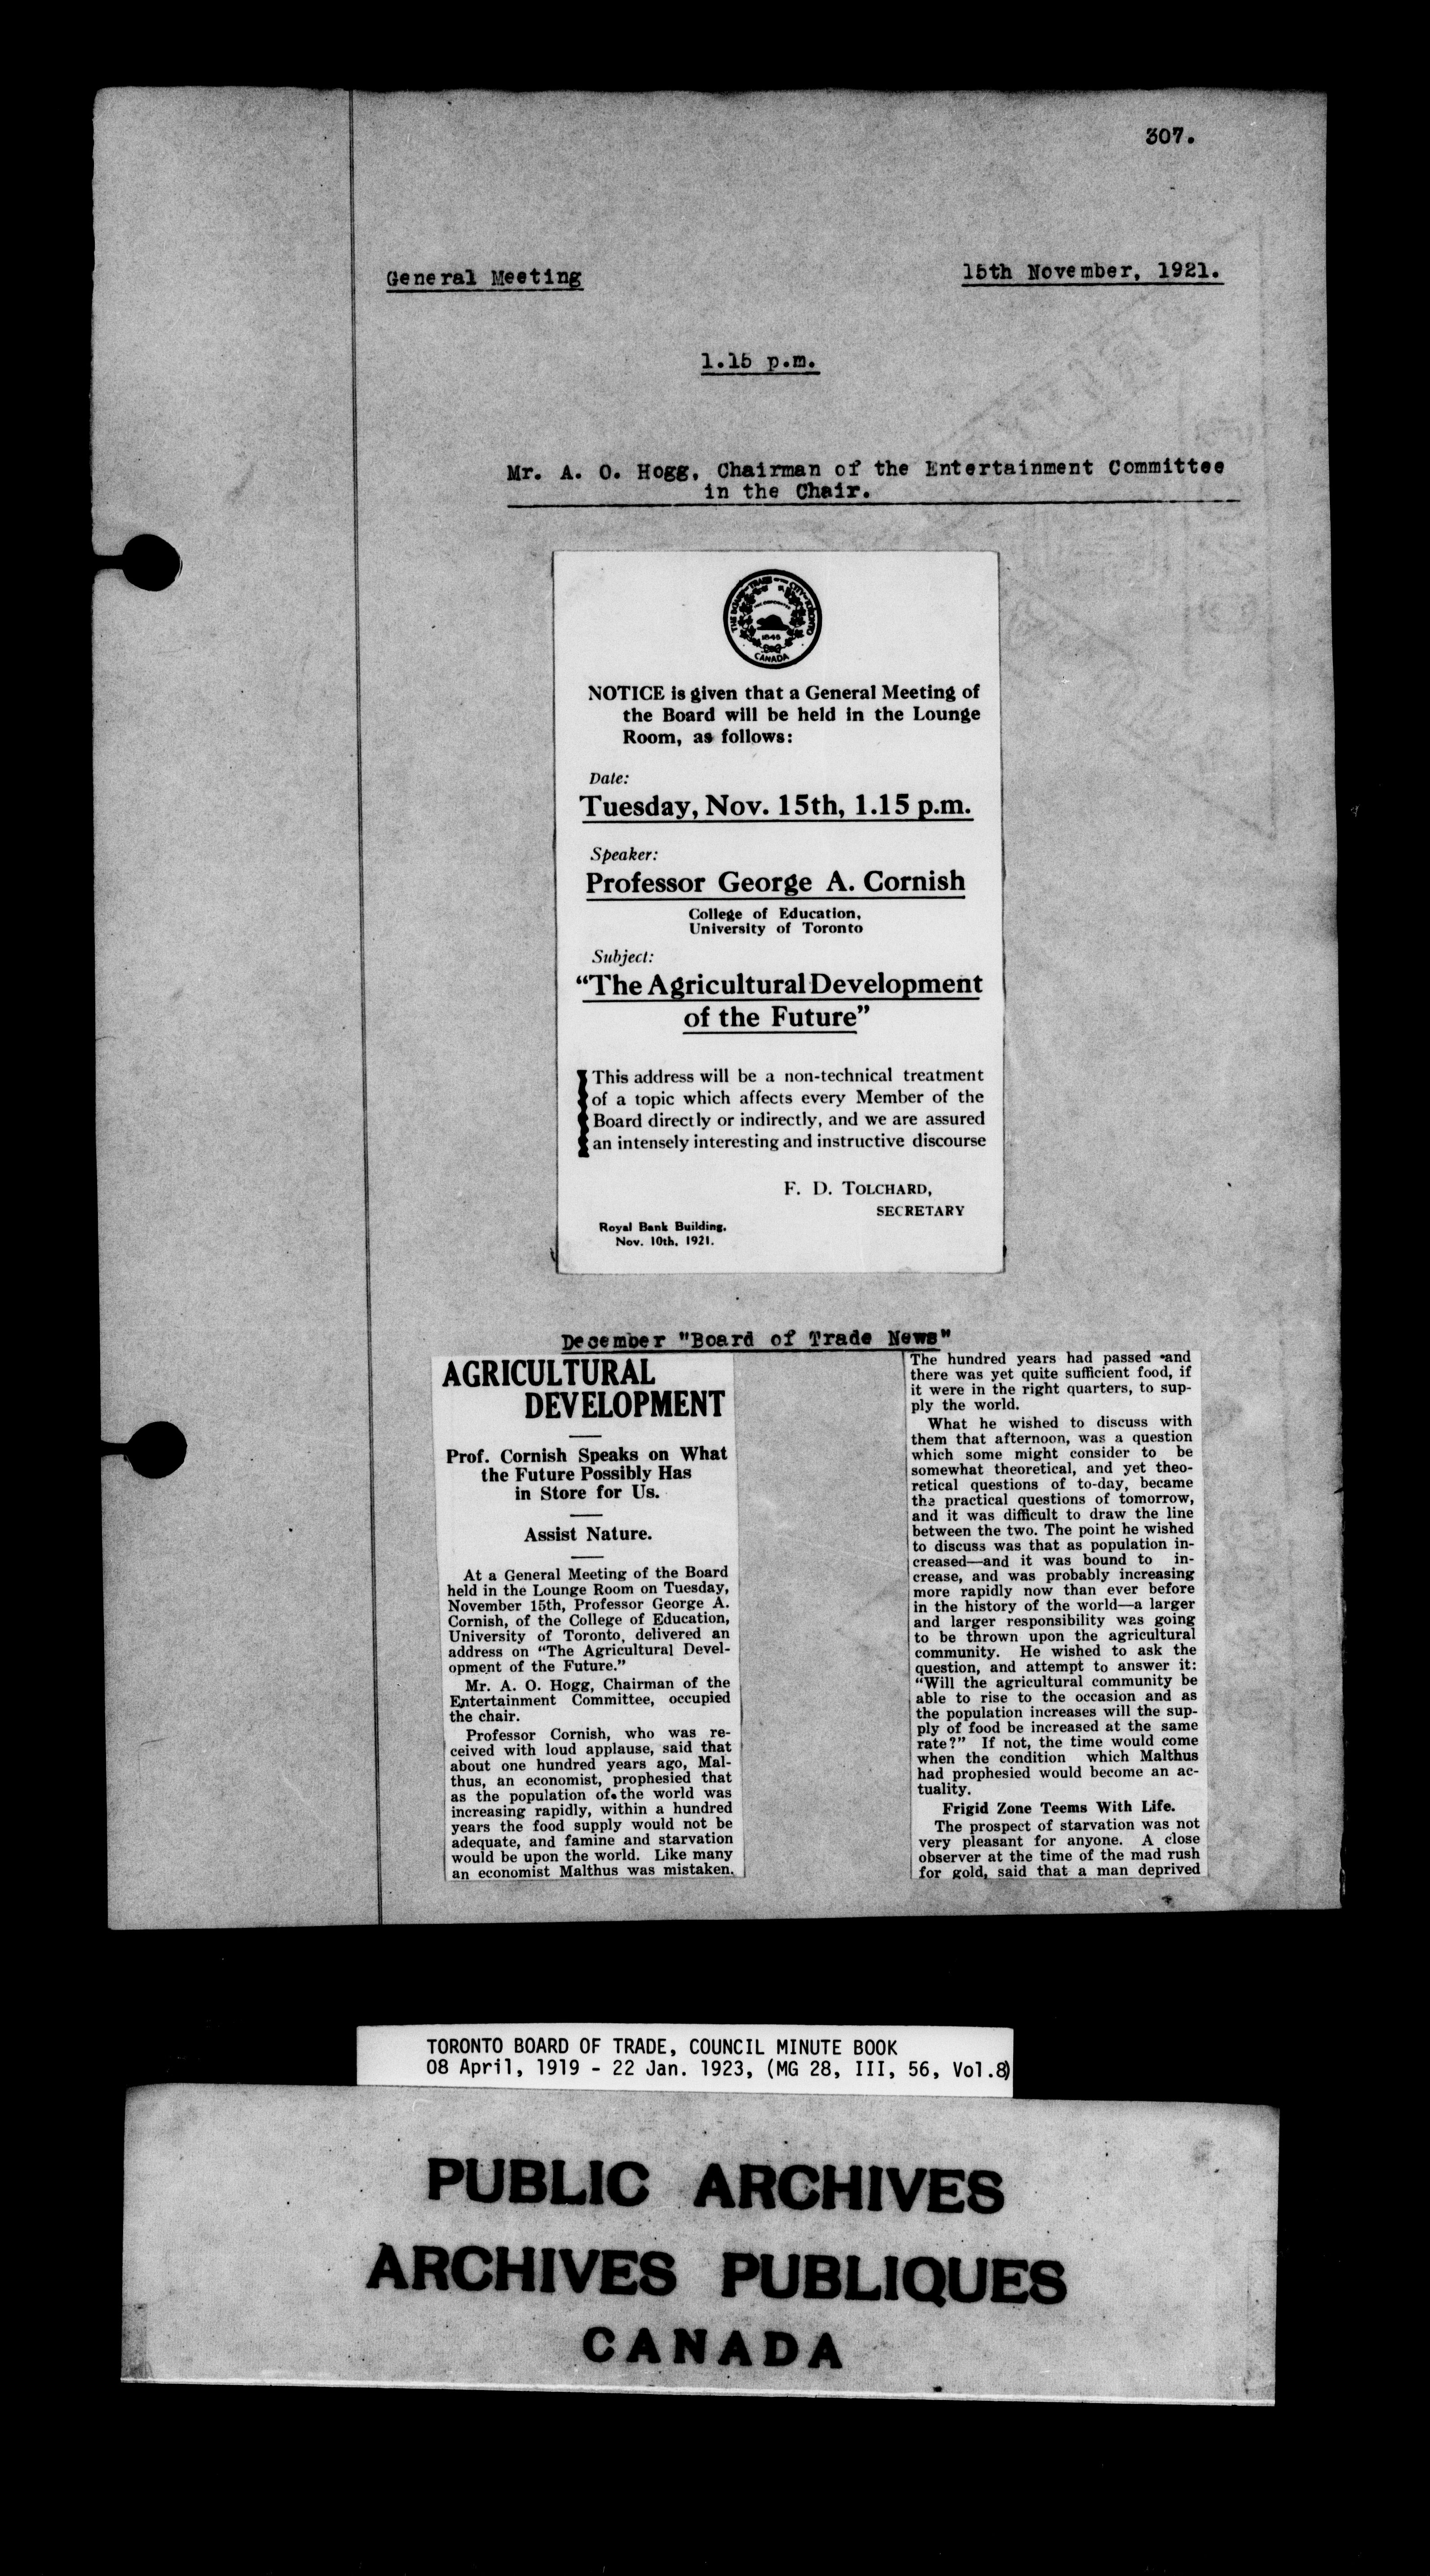 307.
General Meeting
15th November, 1921.
1.15 p.m.
Mr. A. O. Hogg, Chairman of the Entertainment Committee
in the Chair.
THE BOARD OF TRADE OF THE CITY OF TORONTO
1845
CANADA
NOTICE is given that a General Meeting of
the Board will be held in the Lounge
Room, as follows:
Date:
Tuesday, Nov. 15th, 1.15 p.m.
Speaker:
Professor George A. Cornish
College of Education,
University of Toronto
Subject:
“The Agricultural Development
of the Future”
This address will be a non-technical treatment
of a topic which affects every Member of the
Board directly or indirectly, and we are assured
an intensely interesting and instructive discourse
F. D. TOLCHARD,
SECRETARY
Royal Bank Building,
Nov. 10th, 1921.
December "Board of Trade News"
AGRICULTURAL
DEVELOPMENT
Prof. Cornish Speaks on What
the Future Possibly Has
in Store for Us.
Assist Nature.
At a General Meeting of the Board
held in the Lounge Room on Tuesday,
November 15th, Professor George A.
Cornish, of the College of Education,
University of Toronto, delivered an
address on “The Agricultural Devel-
opment of the Future.”
Mr. A. O. Hogg, Chairman of the
Entertainment Committee, occupied
the chair.
Professor Cornish, who was re-
ceived with loud applause, said that
about one hundred years ago, Mal-
thus, an economist, prophesied that
as the population of the world was
increasing rapidly, within a hundred
years the food supply would not be
adequate, and famine and starvation
would be upon the world. Like many
an economist Malthus was mistaken.
The hundred years had passed and
there was yet quite sufficient food, if
it were in the right quarters, to sup-
ply the world.
What he wished to discuss with
them that afternoon, was a question
which some might consider to be
somewhat theoretical, and yet theo-
retical questions of to-day, became
the practical questions of tomorrow,
and it was difficult to draw the line
between the two. The point he wished
to discuss was that as population in-
creased—and it was bound to in-
crease, and was probably increasing
more rapidly now than ever before
in the history of the world—a larger
and larger responsibility was going
to be thrown upon the agricultural
community. He wished to ask the
question, and attempt to answer it:
“Will the agricultural community be
able to rise to the occasion and as
the population increases will the sup-
ply of food be increased at the same
rate?” If not, the time would come
when the condition which Malthus
had prophesied would become an ac-
tuality.
Frigid Zone Teems With Life.
The prospect of starvation was not
very pleasant for anyone. A close
observer at the time of the mad rush
for gold, said that a man deprived
TORONTO BOARD OF TRADE, COUNCIL MINUTE BOOK
08 April, 1919 - 22 Jan. 1923, (MG 28, III, 56, Vol.8)
PUBLIC ARCHIVES
ARCHIVES PUBLIQUES
CANADA